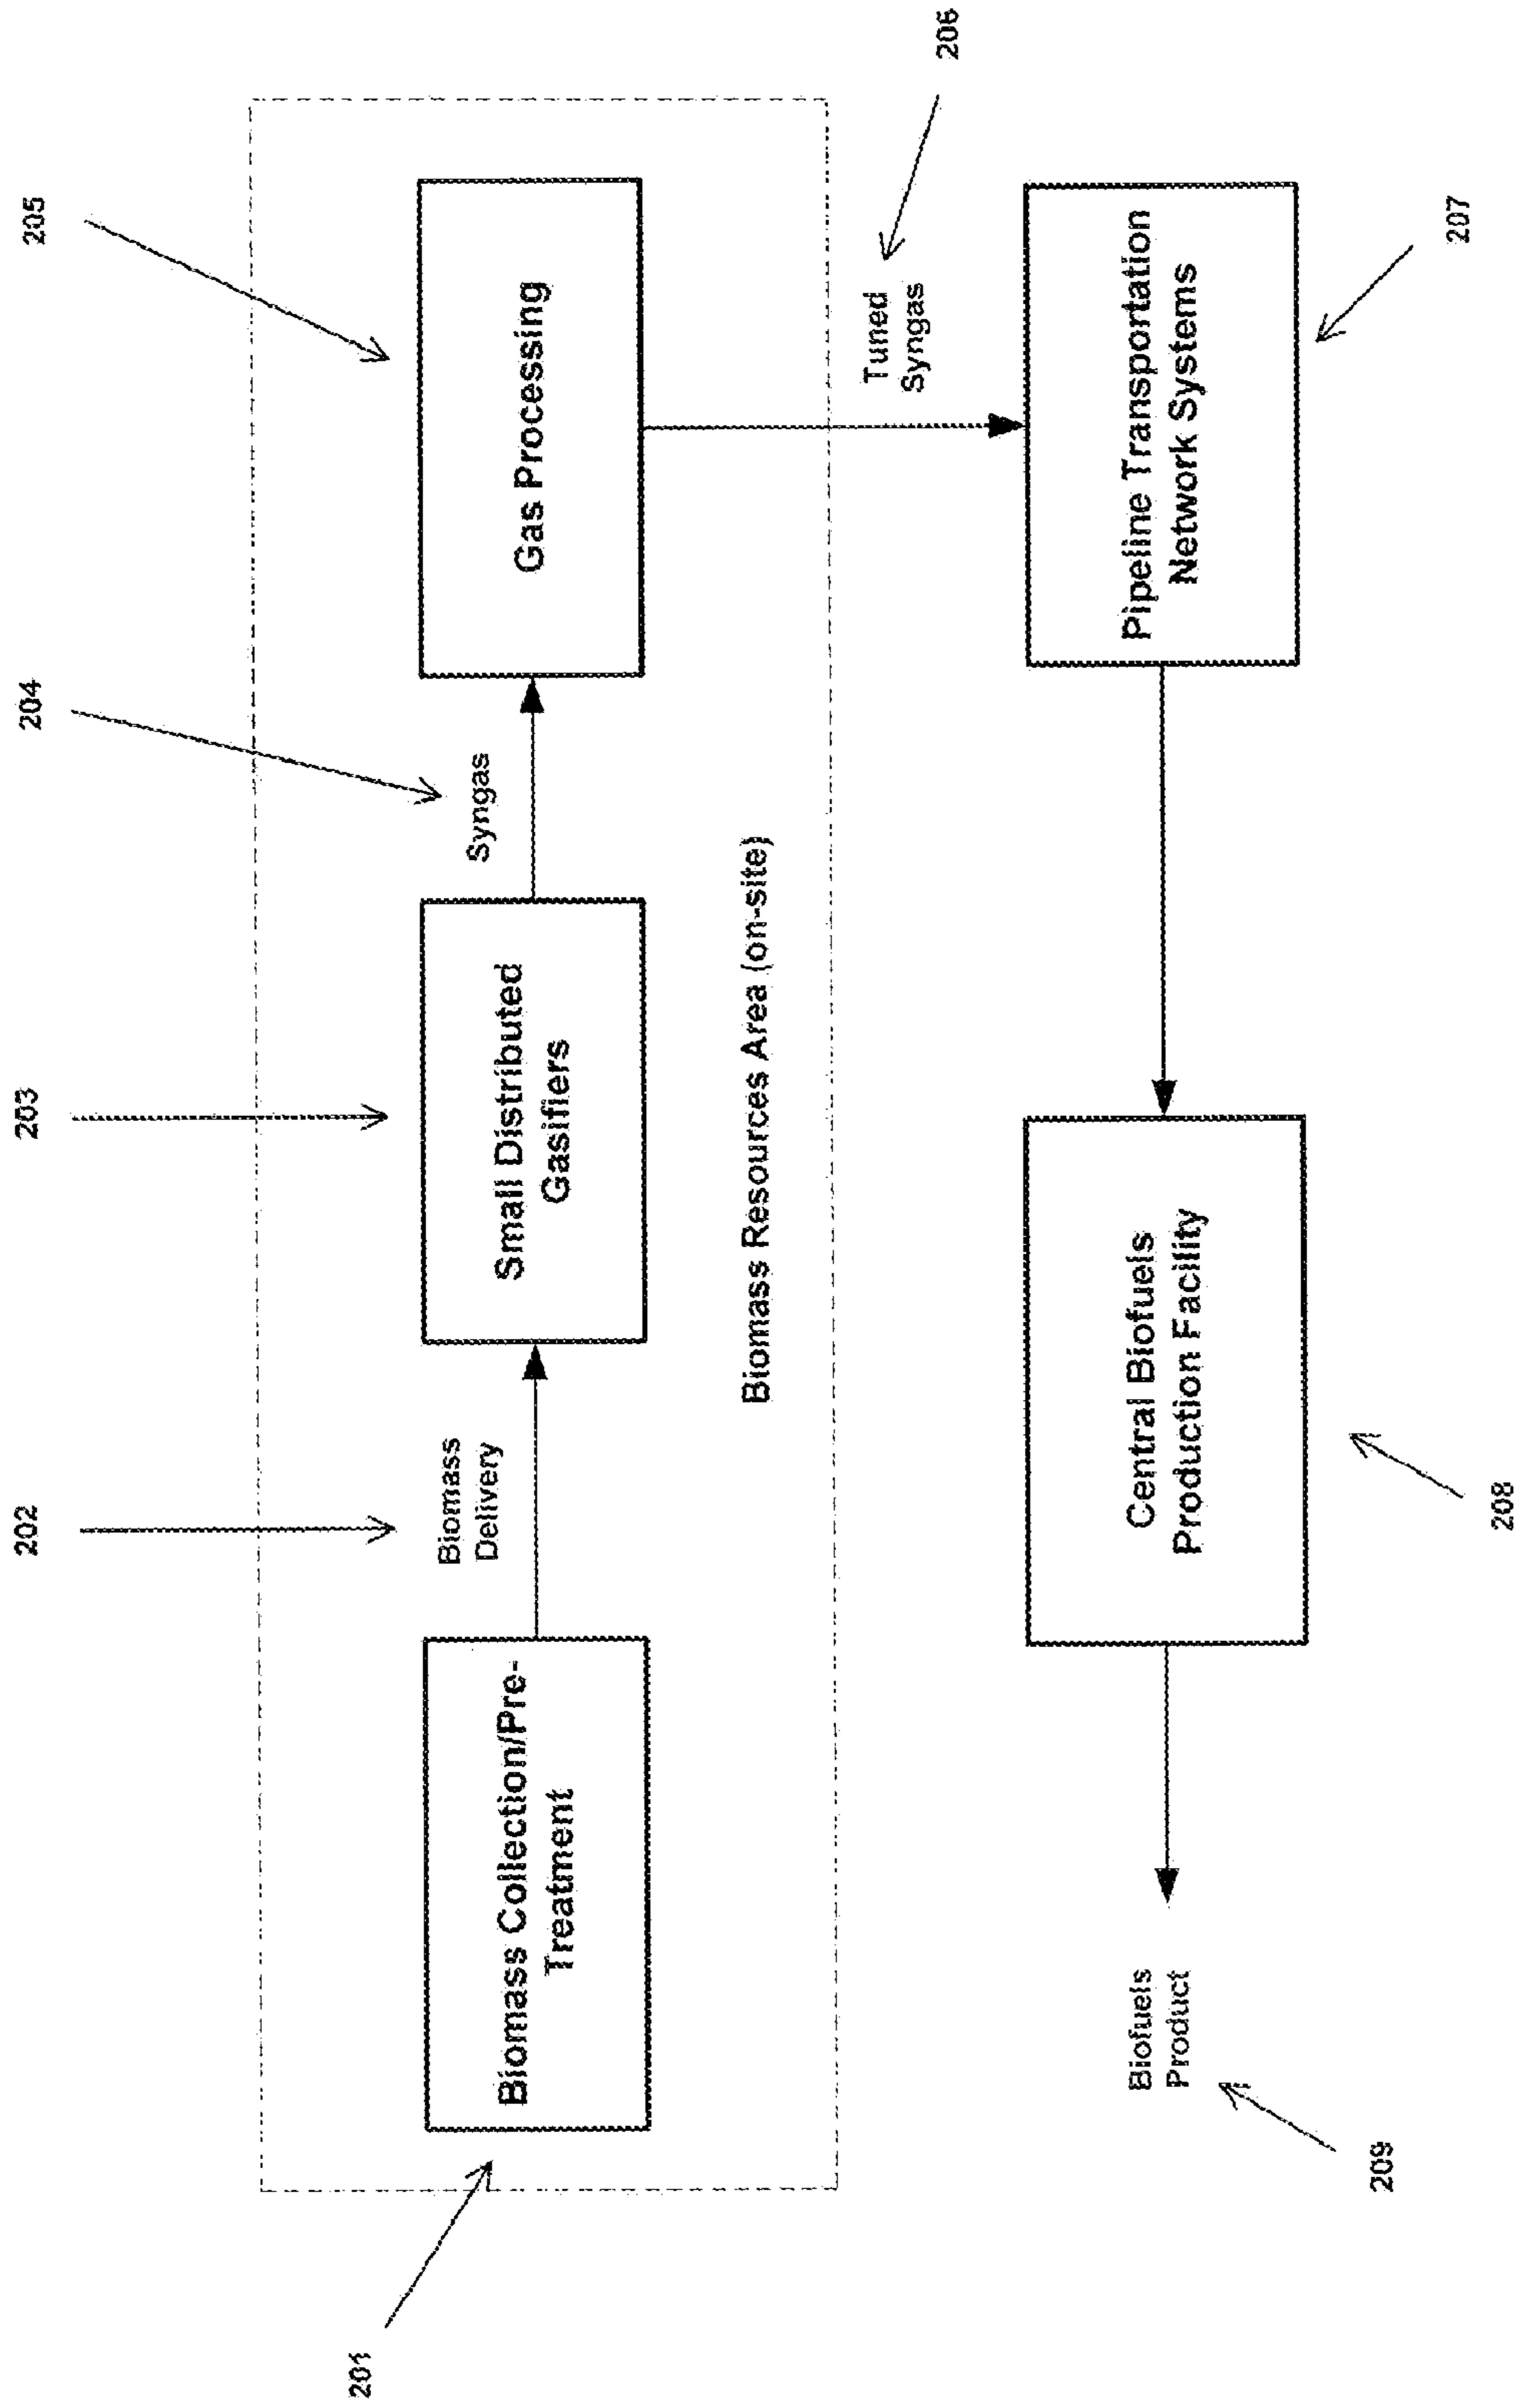 201
202
203
204
205
Biomass Collection/Pre-
Treatment
Biomass
Delivery
Small Distributed
Gasifiers
Syngas
Gas Processing
Biomass Resources Area (on-site)
Tuned
Syngas
206
Biofuels
Product
Central Biofuels
Production Facility
Pipeline Transportation
Network Systems
209
208
207